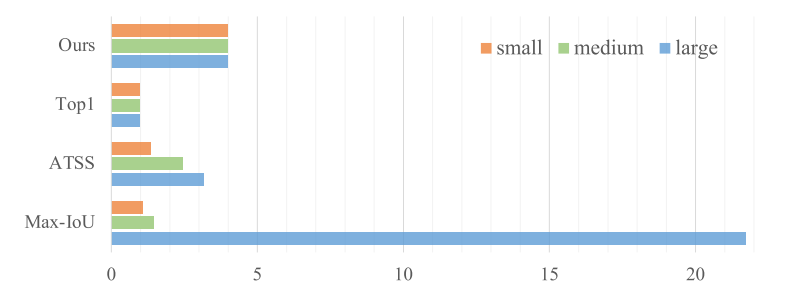 Ours
small medium large
Top1
ATSS
Max-IoU
0 5 10 15 20